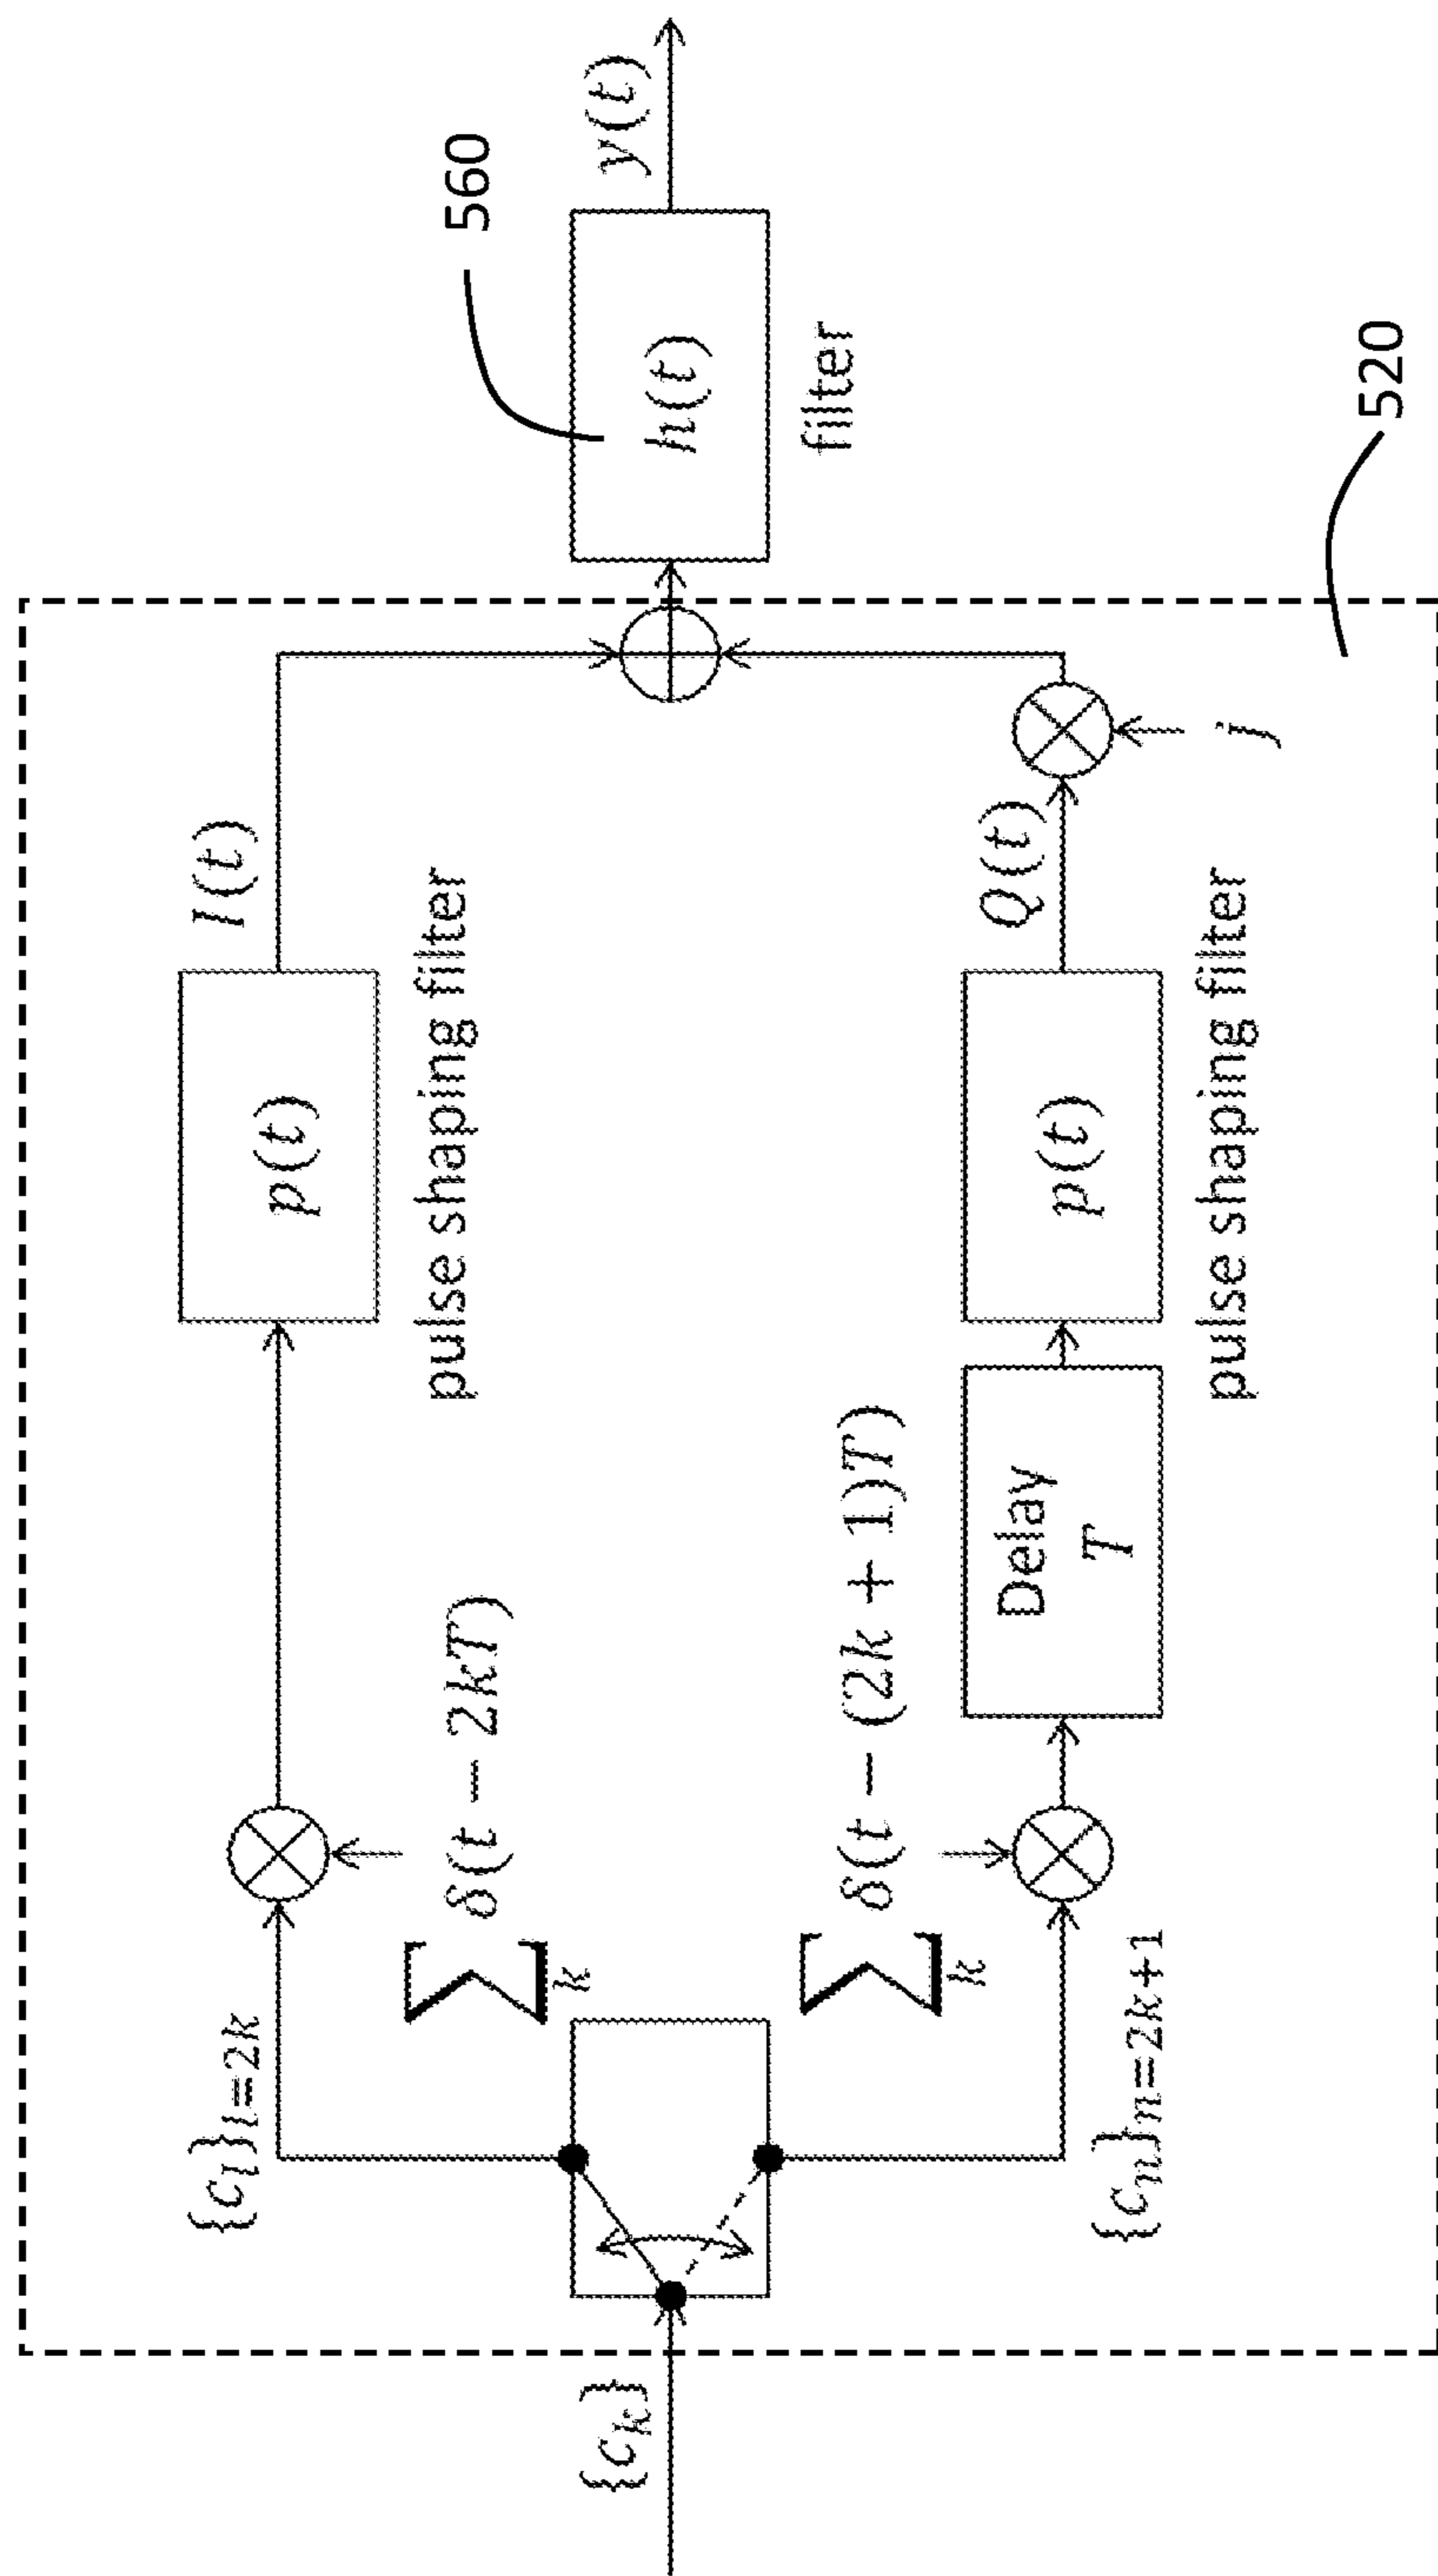 {c_k}
{c_l}_{l=2k}
∑_k δ(t − 2kT)
p(t)
pulse shaping filter
I(t)
{c_n}_{n=2k+1}
∑_k δ(t − (2k + 1)T)
Delay
T
p(t)
pulse shaping filter
Q(t)
j
h(t)
filter
y(t)
560
520